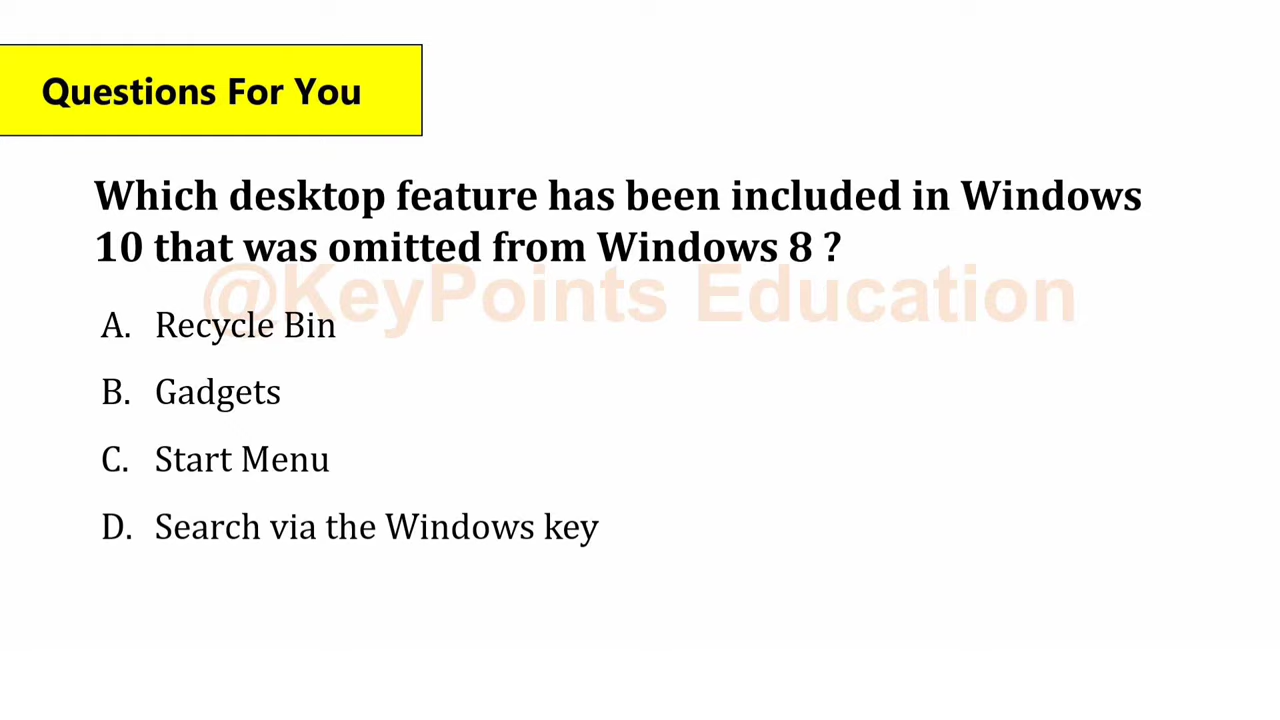 Questions For You
Which desktop feature has been included in Windows
10 that was omitted from Windows 8 ?
@KeyPoints Education
A. Recycle Bin
B. Gadgets
C. Start Menu
D. Search via the Windows key